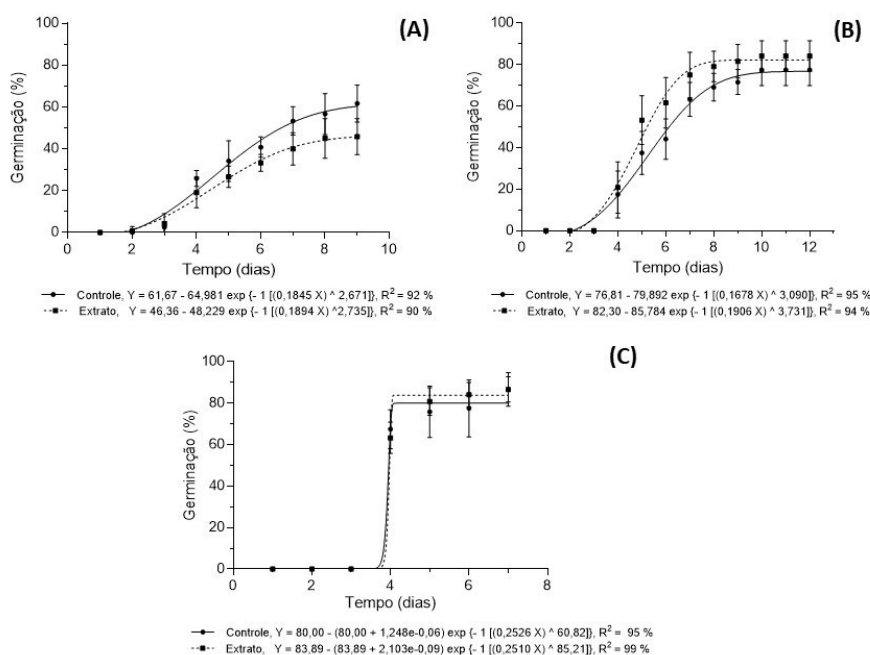 (A)
Germinação (%)
100
80
60
40
20
0
0 2 4 6 8 10
Tempo (dias)
Controle, Y = 61,67 - 64,981 exp {- 1 [(0,1845 X) ^ 2,671]}, R² = 92 %
Extrato, Y = 46,36 - 48,229 exp {- 1 [(0,1894 X) ^2,735]}, R² = 90 %
(B)
Germinação (%)
100
80
60
40
20
0
0 2 4 6 8 10 12
Tempo (dias)
Controle, Y = 76,81 - 79,892 exp {- 1 [(0,1678 X) ^ 3,090]}, R² = 95 %
Extrato, Y = 82,30 - 85,784 exp {- 1 [(0,1906 X) ^ 3,731]}, R² = 94 %
(C)
Germinação (%)
100
80
60
40
20
0
0 2 4 6 8
Tempo (dias)
Controle, Y = 80,00 - (80,00 + 1,248e-0,06) exp {- 1 [(0,2526 X) ^ 60,82]}, R² = 95 %
Extrato, Y = 83,89 - (83,89 + 2,103e-0,09) exp {- 1 [(0,2510 X) ^ 85,21]}, R² = 99 %